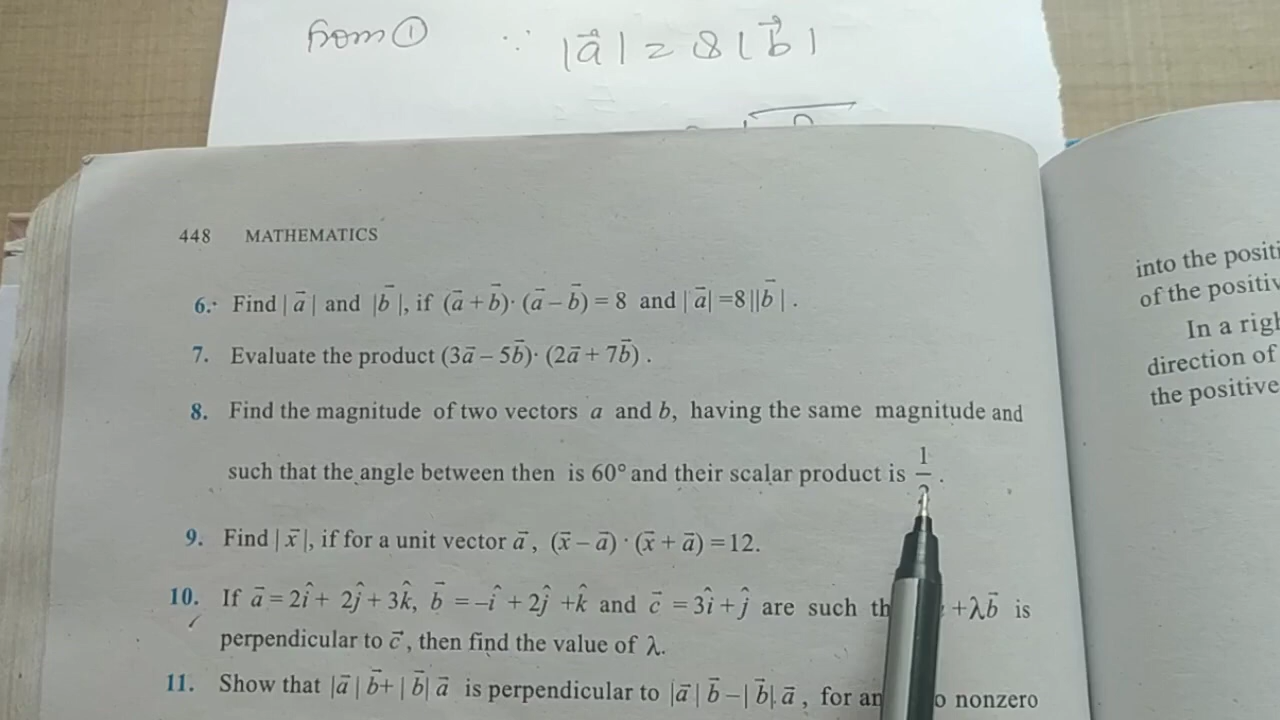 from ① ∵ |a⃗| = 8|b⃗|
448 MATHEMATICS
6. Find |a⃗| and |b⃗|, if (a⃗ + b⃗)· (a⃗ – b⃗) = 8 and |a⃗| =8||b⃗| .
7. Evaluate the product (3a⃗ – 5b⃗)· (2a⃗ + 7b⃗) .
8. Find the magnitude of two vectors a and b, having the same magnitude and
such that the angle between then is 60° and their scalar product is 1/2 .
9. Find |x⃗|, if for a unit vector a⃗ , (x⃗ – a⃗) · (x⃗ + a⃗) = 12.
10. If a⃗ = 2î + 2ĵ + 3k̂, b⃗ = –î + 2ĵ + k̂ and c⃗ = 3î + ĵ are such th +λb⃗ is
perpendicular to c⃗ , then find the value of λ.
11. Show that |a⃗| b⃗+ |b⃗| a⃗ is perpendicular to |a⃗| b⃗ – |b⃗| a⃗ , for an o nonzero
into the positi
of the positiv
In a righ
direction of
the positive